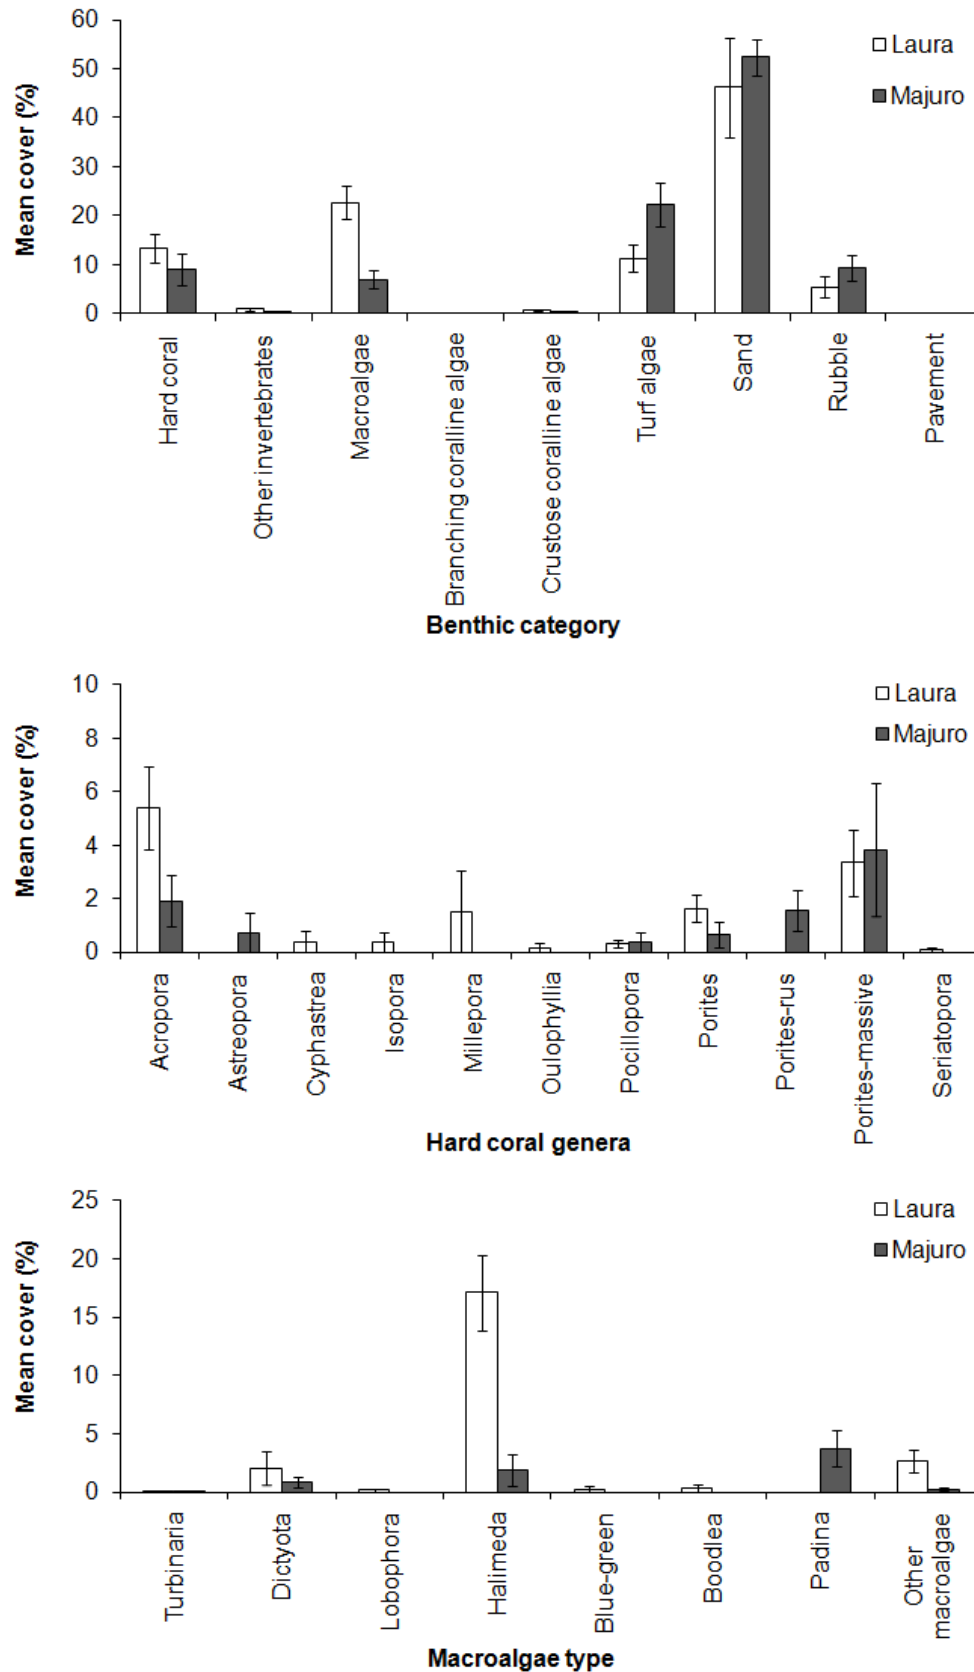 60
50
40
30
20
10
0
Mean cover (%)
Laura
Majuro
Hard coral
Other invertebrates
Macroalgae
Branching coralline algae
Crustose coralline algae
Turf algae
Sand
Rubble
Pavement
Benthic category
10
8
6
4
2
0
Mean cover (%)
Laura
Majuro
Acropora
Astreopora
Cyphastrea
Isopora
Millepora
Oulophyllia
Pocillopora
Porites
Porites-rus
Porites-massive
Seriatopora
Hard coral genera
25
20
15
10
5
0
Mean cover (%)
Laura
Majuro
Turbinaria
Dictyota
Lobophora
Halimeda
Blue-green
Boodlea
Padina
Other
macroalgae
Macroalgae type